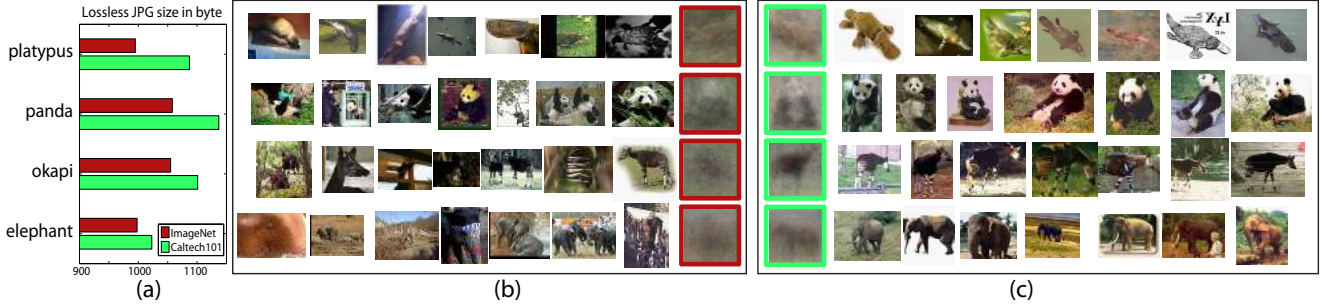 Lossless JPG size in byte
platypus
panda
okapi
elephant
ImageNet
Caltech101
900
1000
1100
(a)
(b)
(c)